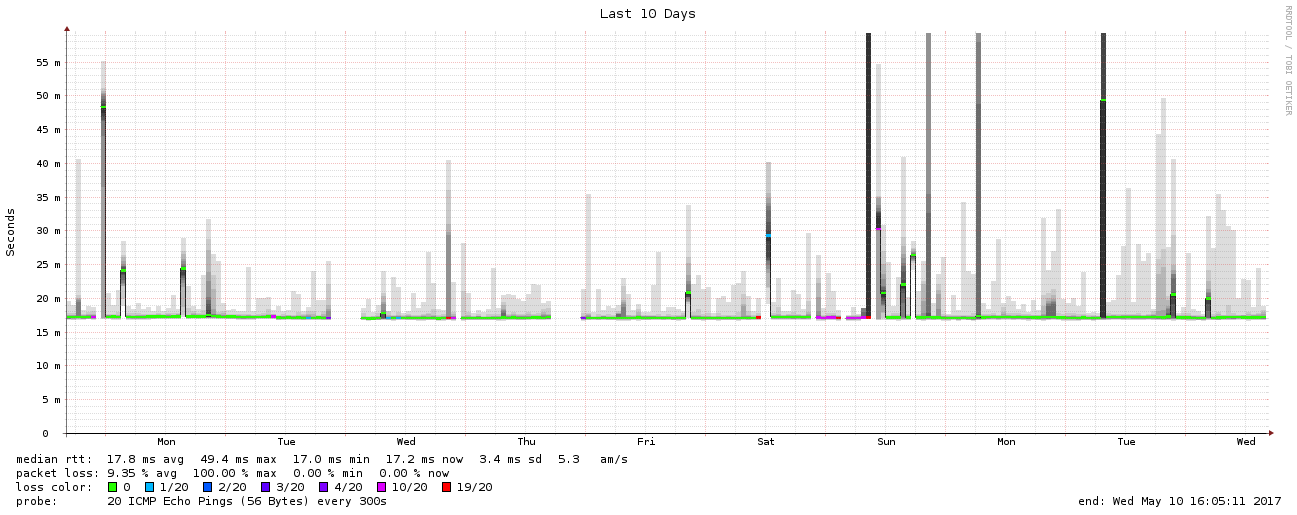 Last 10 Days
RRDTOOL / TOBI OETIKER
Seconds
55 m
50 m
45 m
40 m
35 m
30 m
25 m
20 m
15 m
10 m
5 m
0
Mon Tue Wed Thu Fri Sat Sun Mon Tue Wed
median rtt: 17.8 ms avg 49.4 ms max 17.0 ms min 17.2 ms now 3.4 ms sd 5.3 am/s
packet loss: 9.35 % avg 100.00 % max 0.00 % min 0.00 % now
loss color: 0 1/20 2/20 3/20 4/20 10/20 19/20
probe: 20 ICMP Echo Pings (56 Bytes) every 300s end: Wed May 10 16:05:11 2017